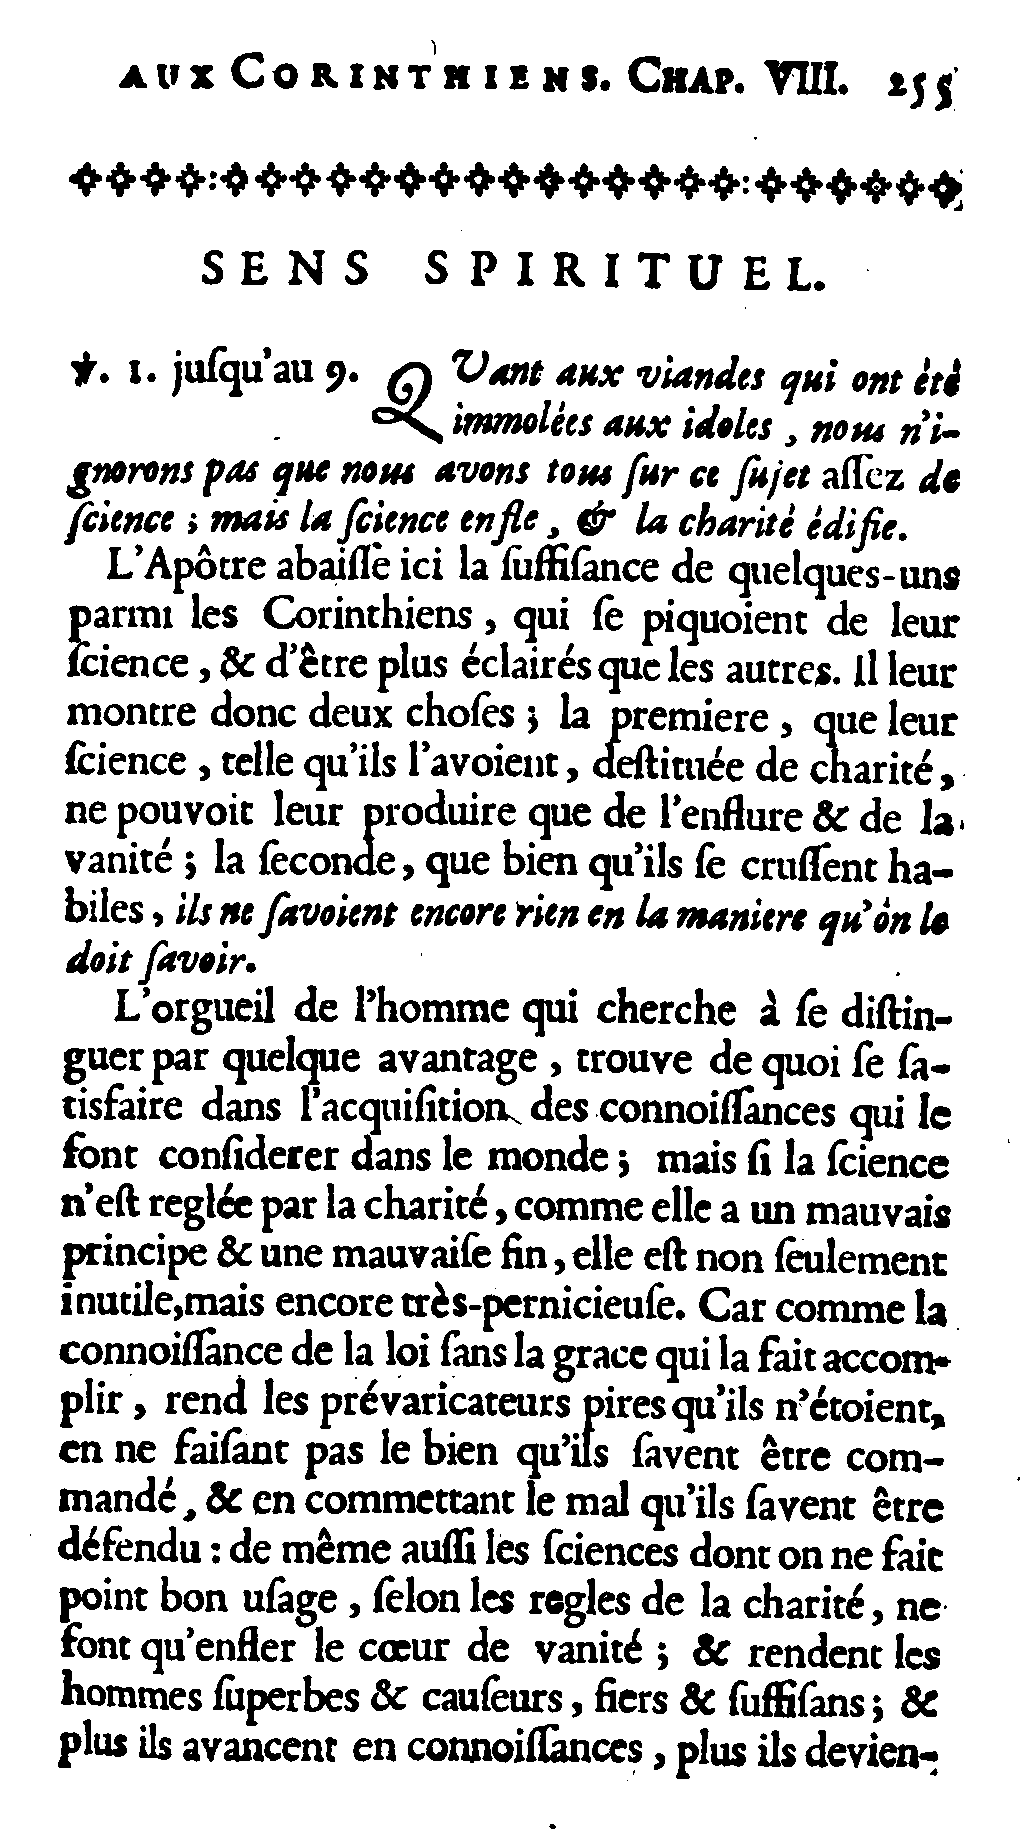 AUX CORINTHIENS. CHAP. VIII. 255
SENS SPIRITUEL.
℣. 1. juſqu'au 9. QUant aux viandes qui ont été
immolées aux idoles, nous n'i-
gnorons pas que nous avons tous ſur ce ſujet aſſez de
ſcience ; mais la ſcience enfle, & la charité édifie.
L'Apôtre abaiſſe ici la ſuffiſance de quelques-uns
parmi les Corinthiens, qui ſe piquoient de leur
ſcience, & d'être plus éclairés que les autres. Il leur
montre donc deux choſes ; la premiere, que leur
ſcience, telle qu'ils l'avoient, deſtituée de charité,
ne pouvoit leur produire que de l'enflure & de la
vanité ; la ſeconde, que bien qu'ils ſe cruſſent ha-
biles, ils ne ſavoient encore rien en la maniere qu'on le
doit ſavoir.
L'orgueil de l'homme qui cherche à ſe diſtin-
guer par quelque avantage, trouve de quoi ſe ſa-
tisfaire dans l'acquiſition des connoiſſances qui le
font conſiderer dans le monde ; mais ſi la ſcience
n'eſt reglée par la charité, comme elle a un mauvais
principe & une mauvaiſe fin, elle eſt non ſeulement
inutile, mais encore très-pernicieuſe. Car comme la
connoiſſance de la loi ſans la grace qui la fait accom-
plir, rend les prévaricateurs pires qu'ils n'étoient,
en ne faiſant pas le bien qu'ils ſavent être com-
mandé, & en commettant le mal qu'ils ſavent être
défendu : de même auſſi les ſciences dont on ne fait
point bon uſage, ſelon les regles de la charité, ne
font qu'enfler le cœur de vanité ; & rendent les
hommes ſuperbes & cauſeurs, fiers & ſuffiſans ; &
plus ils avancent en connoiſſances, plus ils devien-